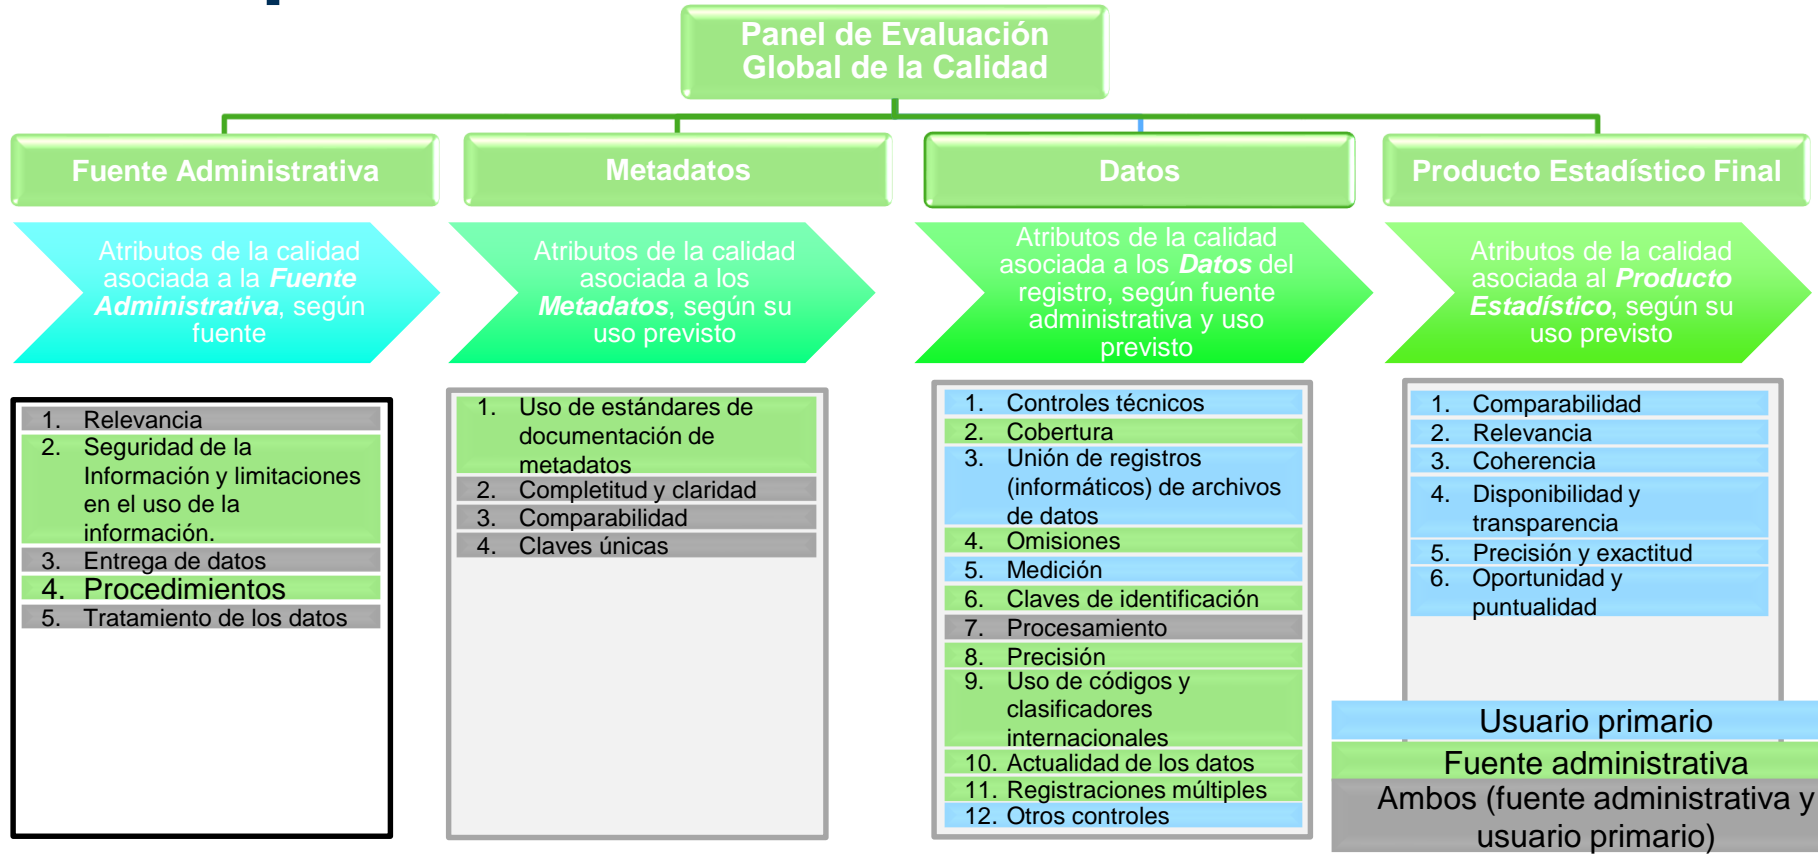 Panel de Evaluación
Global de la Calidad
Fuente Administrativa
Metadatos
Datos
Producto Estadístico Final
Atributos de la calidad
asociada a la Fuente
Administrativa, según
fuente
Atributos de la calidad
asociada a los
Metadatos, según su
uso previsto
Atributos de la calidad
asociada a los Datos del
registro, según fuente
administrativa y uso
previsto
Atributos de la calidad
asociada al Producto
Estadístico, según su
uso previsto
1. Relevancia
2. Seguridad de la
Información y limitaciones
en el uso de la
información.
3. Entrega de datos
4. Procedimientos
5. Tratamiento de los datos
1. Uso de estándares de
documentación de
metadatos
2. Completitud y claridad
3. Comparabilidad
4. Claves únicas
1. Controles técnicos
2. Cobertura
3. Unión de registros
(informáticos) de archivos
de datos
4. Omisiones
5. Medición
6. Claves de identificación
7. Procesamiento
8. Precisión
9. Uso de códigos y
clasificadores
internacionales
10. Actualidad de los datos
11. Registraciones múltiples
12. Otros controles
1. Comparabilidad
2. Relevancia
3. Coherencia
4. Disponibilidad y
transparencia
5. Precisión y exactitud
6. Oportunidad y
puntualidad
Usuario primario
Fuente administrativa
Ambos (fuente administrativa y
usuario primario)